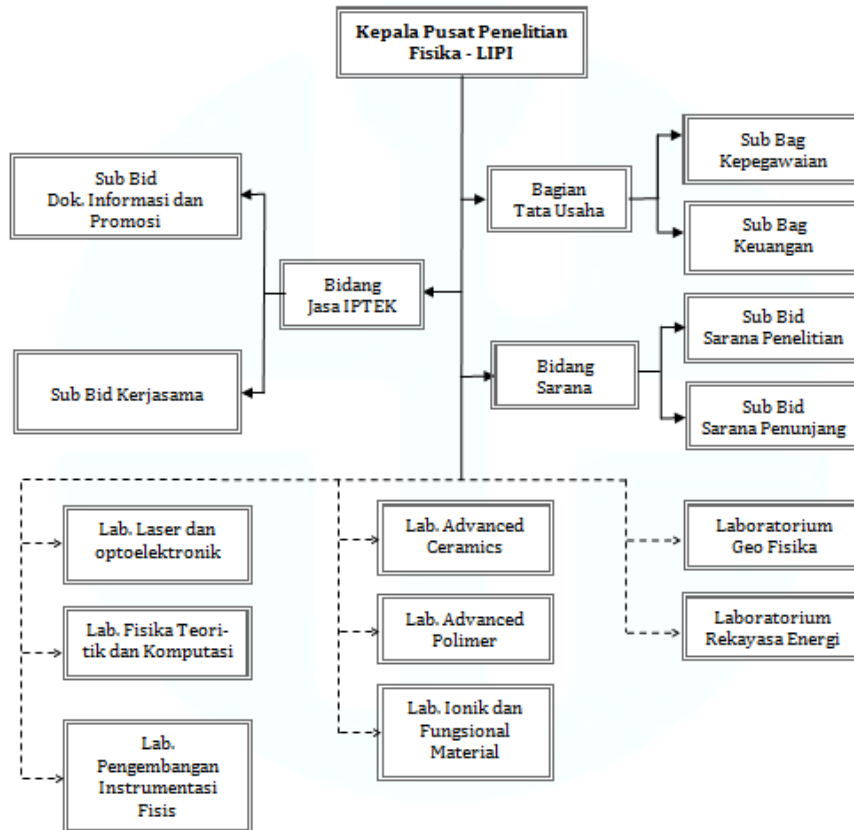 Kepala Pusat Penelitian
Fisika - LIPI
Sub Bag
Kepegawaian
Sub Bid
Dok. Informasi dan
Promosi
Bagian
Tata Usaha
Sub Bag
Keuangan
Bidang
Jasa IPTEK
Sub Bid
Sarana Penelitian
Bidang
Sarana
Sub Bid Kerjasama
Sub Bid
Sarana Penunjang
Lab. Laser dan
optoelektronik
Lab. Advanced
Ceramics
Laboratorium
Geo Fisika
Lab. Fisika Teori-
tik dan Komputasi
Lab. Advanced
Polimer
Laboratorium
Rekayasa Energi
Lab. Ionik dan
Fungsional
Material
Lab.
Pengembangan
Instrumentasi
Fisis